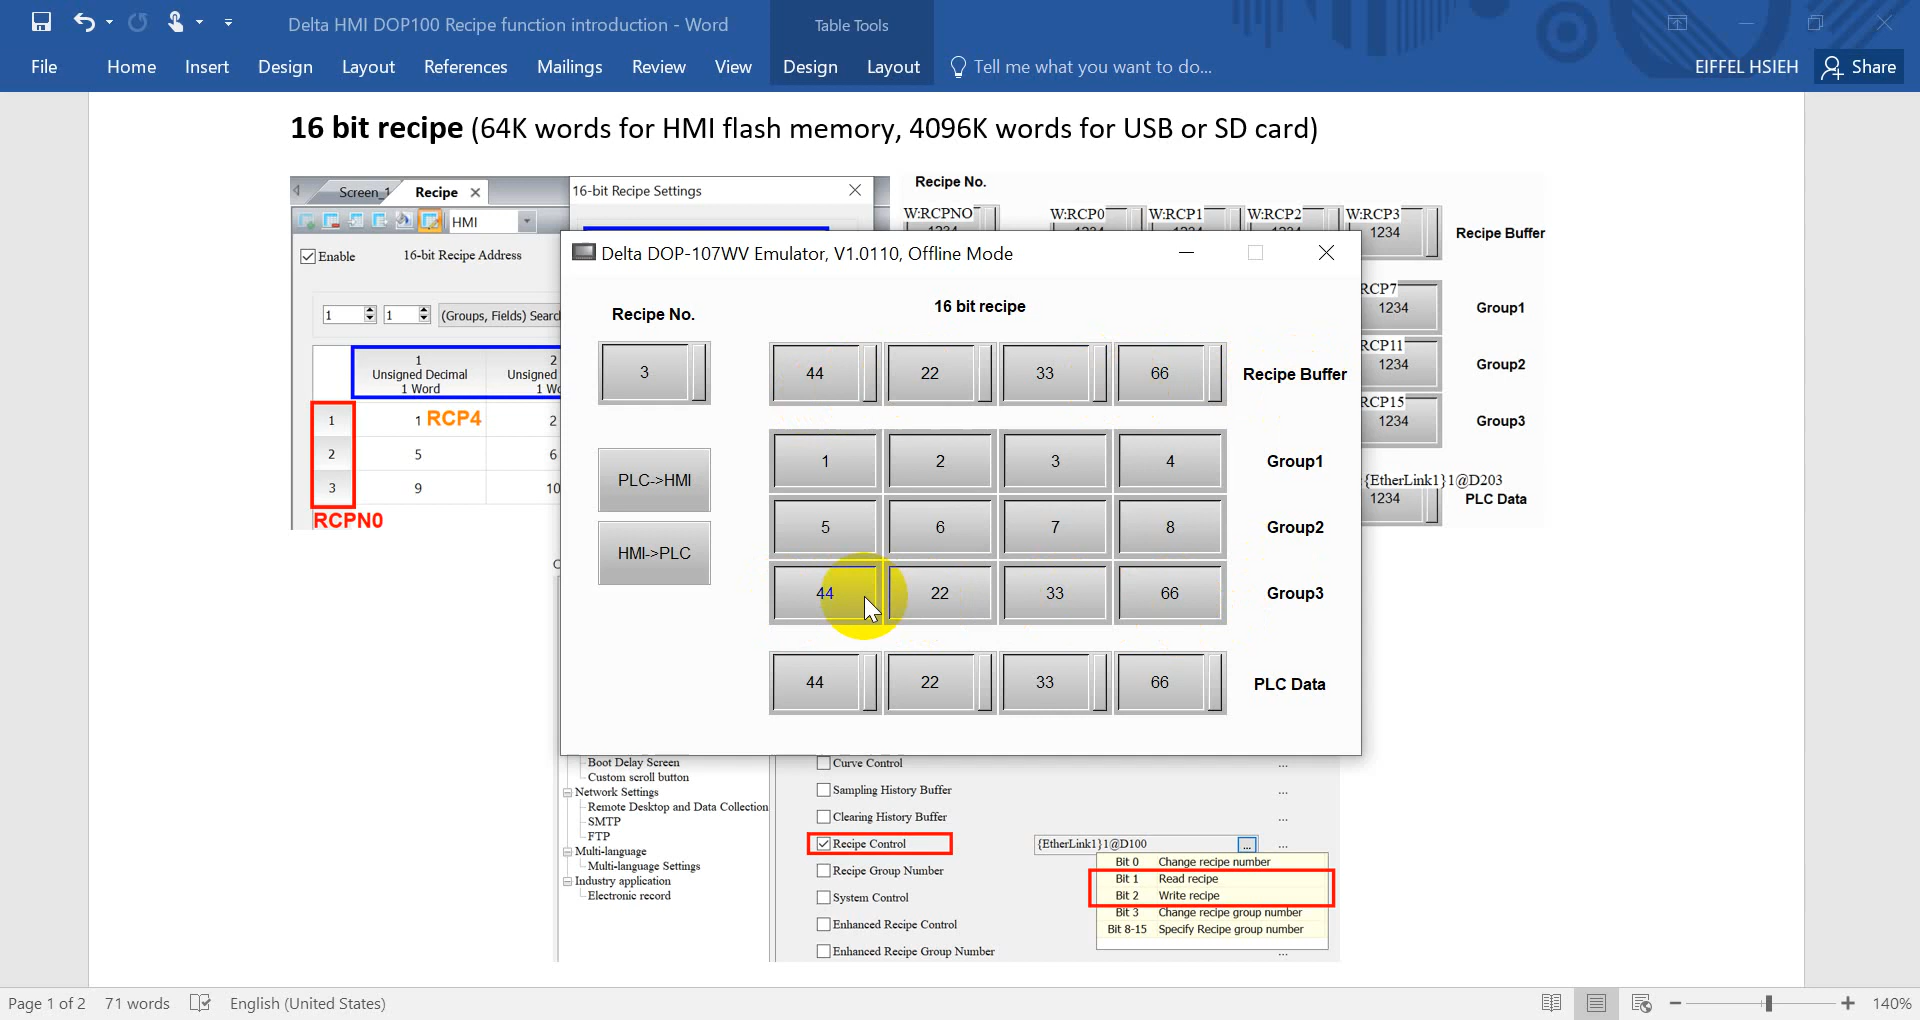 Delta HMI DOP100 Recipe function introduction - Word
Table Tools
File Home Insert Design Layout References Mailings Review View Design Layout Tell me what you want to do... EIFFEL HSIEH Share
16 bit recipe (64K words for HMI flash memory, 4096K words for USB or SD card)
Screen_1 Recipe
HMI
Enable 16-bit Recipe Address
1 1 (Groups, Fields)
1 2
Unsigned Decimal Unsigned
1 Word
1 1 RCP4 2
2 5 6
3 9 10
RCPN0
16-bit Recipe Settings
Recipe No.
W:RCPNO W:RCP0 W:RCP1 W:RCP2 W:RCP3
1234 1234 1234 1234 1234 Recipe Buffer
RCP7
1234 Group1
RCP11
1234 Group2
RCP15
1234 Group3
{EtherLink1}1@D203
1234 PLC Data
Delta DOP-107WV Emulator, V1.0110, Offline Mode
Recipe No. 16 bit recipe
3 44 22 33 66 Recipe Buffer
PLC->HMI
HMI->PLC
1 2 3 4 Group1
5 6 7 8 Group2
44 22 33 66 Group3
44 22 33 66 PLC Data
Boot Delay Screen
Custom scroll button
Network Settings
Remote Desktop and Data Collection
SMTP
FTP
Multi-language
Multi-language Settings
Industry application
Electronic record
Curve Control ...
Sampling History Buffer ...
Clearing History Buffer ...
Recipe Control {EtherLink1}1@D100 ... ...
Recipe Group Number
System Control
Enhanced Recipe Control
Enhanced Recipe Group Number ...
Bit 0 Change recipe number
Bit 1 Read recipe
Bit 2 Write recipe
Bit 3 Change recipe group number
Bit 8-15 Specify Recipe group number
Page 1 of 2 71 words English (United States) 140%